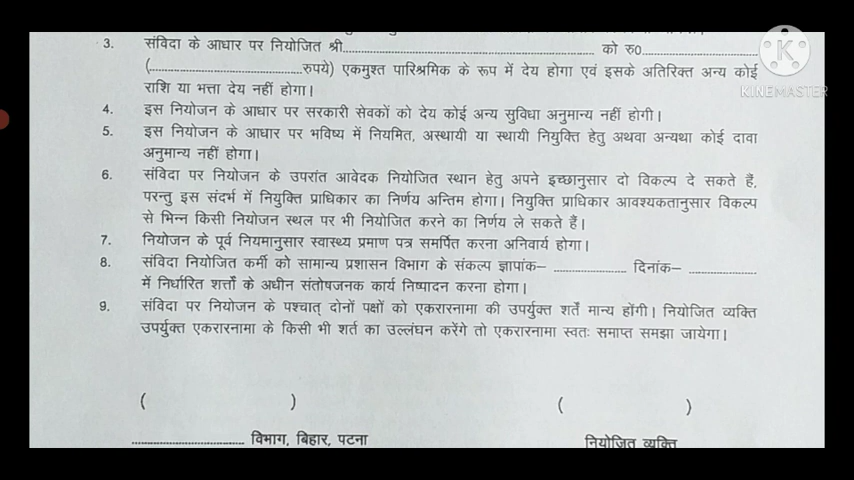 3. संविदा के आधार पर नियोजित श्री........................................ को रु0....................
(..............................रुपये) एकमुश्त पारिश्रमिक के रूप में देय होगा एवं इसके अतिरिक्त अन्य कोई
राशि या भत्ता देय नहीं होगा।
4. इस नियोजन के आधार पर सरकारी सेवकों को देय कोई अन्य सुविधा अनुमान्य नहीं होगी।
5. इस नियोजन के आधार पर भविष्य में नियमित, अस्थायी या स्थायी नियुक्ति हेतु अथवा अन्यथा कोई दावा
अनुमान्य नहीं होगा।
6. संविदा पर नियोजन के उपरांत आवेदक नियोजित स्थान हेतु अपने इच्छानुसार दो विकल्प दे सकते हैं,
परन्तु इस संदर्भ में नियुक्ति प्राधिकार का निर्णय अन्तिम होगा। नियुक्ति प्राधिकार आवश्यकतानुसार विकल्प
से भिन्न किसी नियोजन स्थल पर भी नियोजित करने का निर्णय ले सकते हैं।
7. नियोजन के पूर्व नियमानुसार स्वास्थ्य प्रमाण पत्र समर्पित करना अनिवार्य होगा।
8. संविदा नियोजित कर्मी को सामान्य प्रशासन विभाग के संकल्प ज्ञापांक– .................. दिनांक– .................
में निर्धारित शर्त्तों के अधीन संतोषजनक कार्य निष्पादन करना होगा।
9. संविदा पर नियोजन के पश्चात् दोनों पक्षों को एकरारनामा की उपर्युक्त शर्तें मान्य होंगी। नियोजित व्यक्ति
उपर्युक्त एकरारनामा के किसी भी शर्त का उल्लंघन करेंगे तो एकरारनामा स्वतः समाप्त समझा जायेगा।
( ) ( )
............................ विभाग, बिहार, पटना नियोजित व्यक्ति
K
KINEMASTER